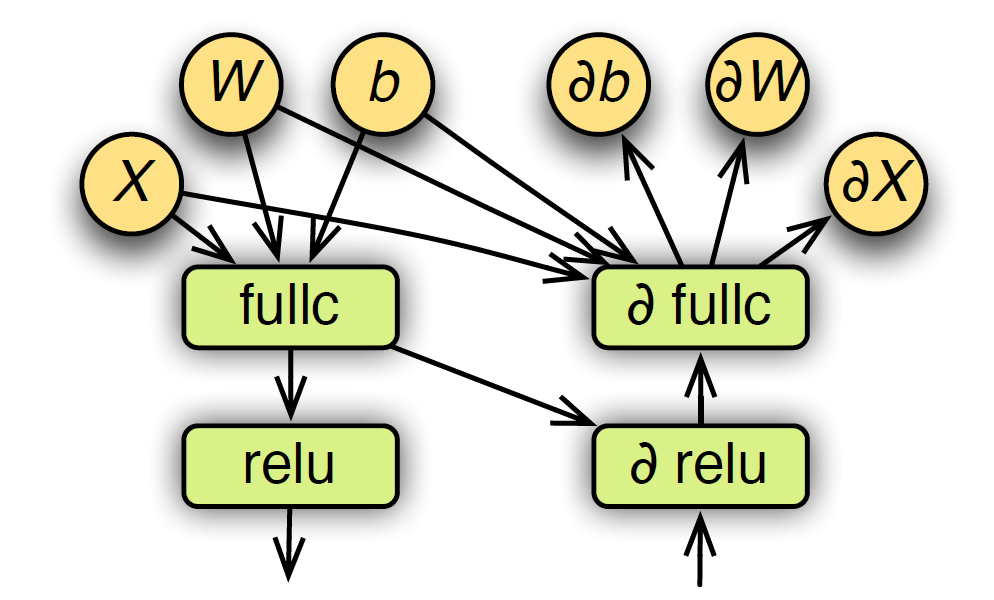 W
b
∂b
∂W
X
∂X
fullc
∂ fullc
relu
∂ relu